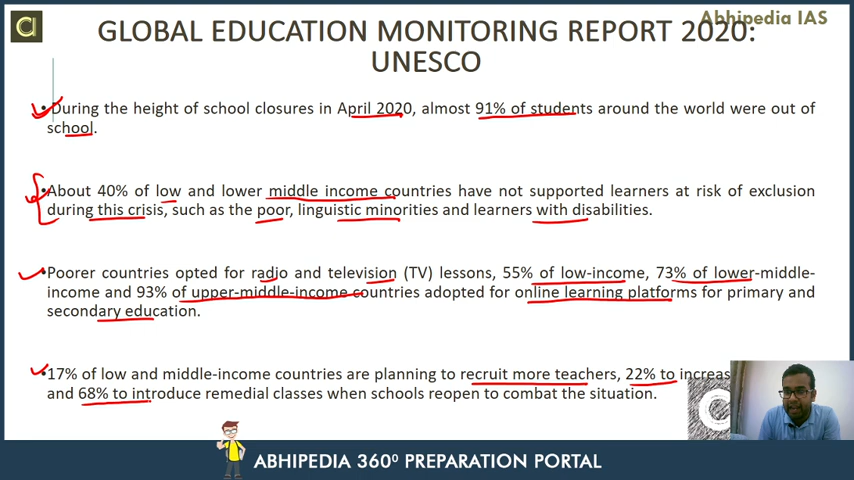 Abhipedia IAS
GLOBAL EDUCATION MONITORING REPORT 2020:
UNESCO
•During the height of school closures in April 2020, almost 91% of students around the world were out of
school.
•About 40% of low and lower middle income countries have not supported learners at risk of exclusion
during this crisis, such as the poor, linguistic minorities and learners with disabilities.
•Poorer countries opted for radio and television (TV) lessons, 55% of low-income, 73% of lower-middle-
income and 93% of upper-middle-income countries adopted for online learning platforms for primary and
secondary education.
•17% of low and middle-income countries are planning to recruit more teachers, 22% to
and 68% to introduce remedial classes when schools reopen to combat the situation.
ABHIPEDIA 360⁰ PREPARATION PORTAL